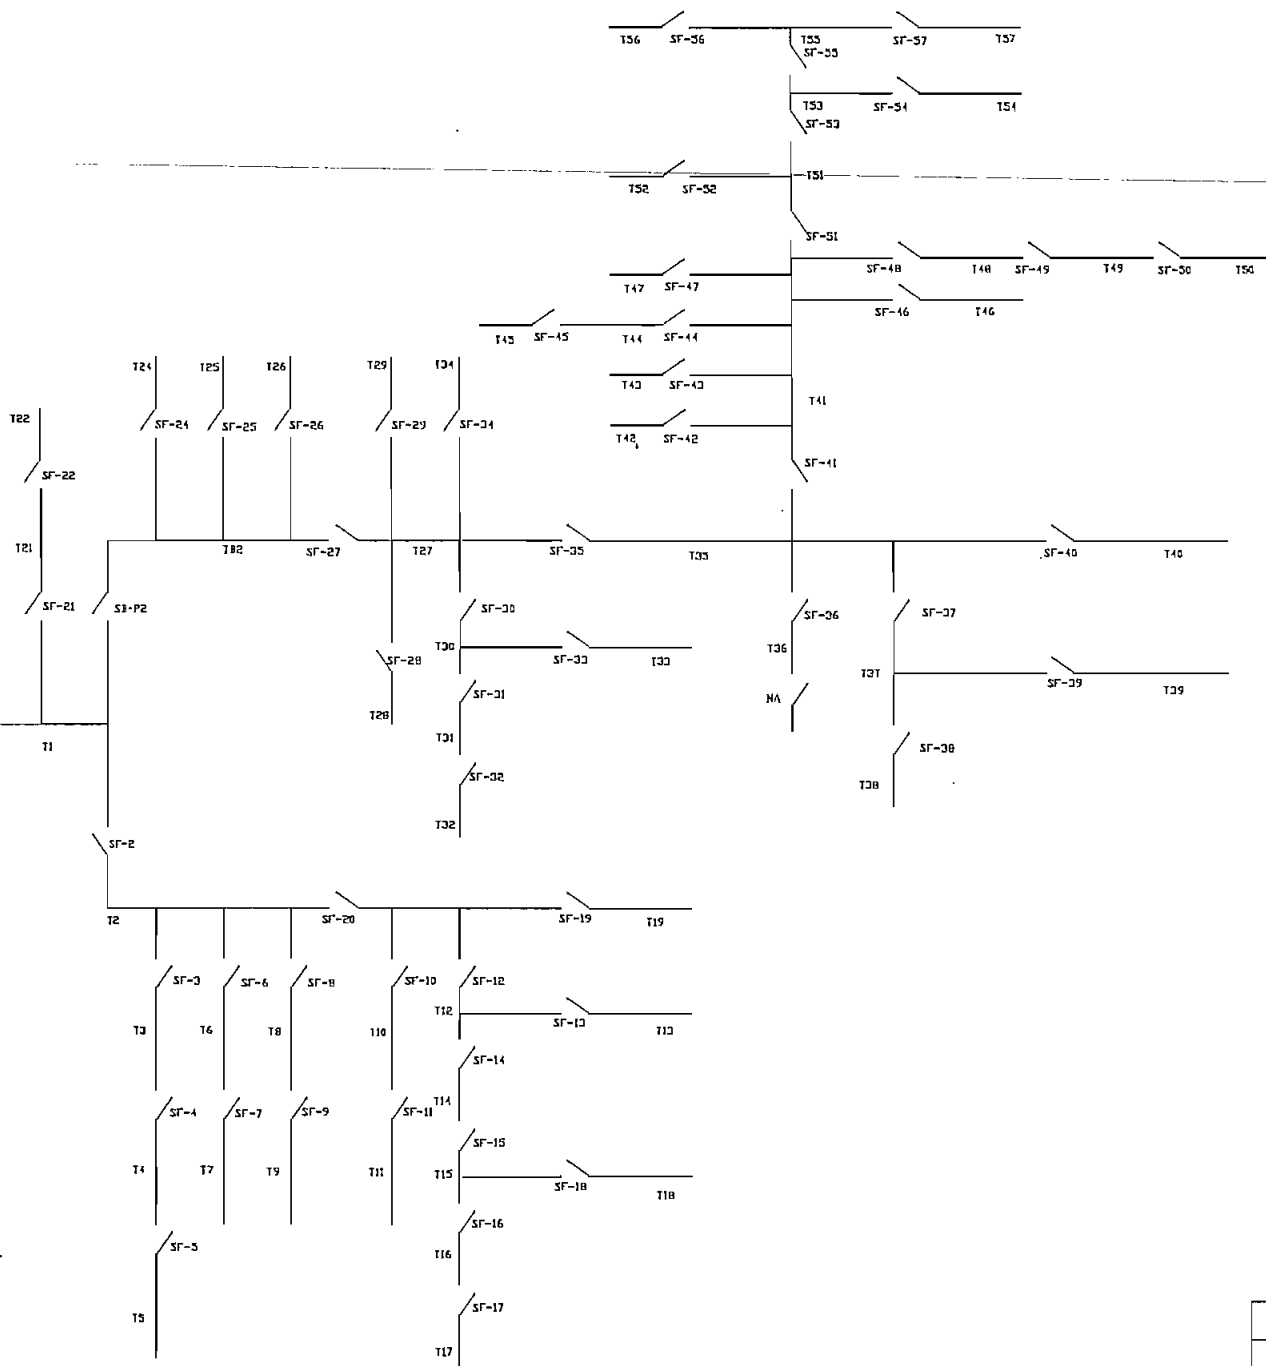 T56 SF-56 T55 SF-57 T57
SF-55
T53 SF-54 T54
SF-53
T52 SF-52 T51
SF-51
SF-48 T48 SF-49 T49 SF-50 T50
T47 SF-47
SF-46 T46
T45 SF-45 T44 SF-44
T24 T25 T26 T29 T34
T43 SF-43
T41
T22
SF-24 SF-25 SF-26 SF-29 SF-34
T42 SF-42
SF-41
SF-22
T21 TB2 SF-27 T27 SF-35 T35 SF-40 T40
SF-21 SB-P2 SF-30 SF-36 SF-37
T30 T36
SF-28 SF-33 T33
T37 SF-39 T39
SF-31 NA
T28
T31
T1 SF-38
SF-32 T38
T32
SF-2
T2 SF-20 SF-19 T19
SF-3 SF-6 SF-8 SF-10 SF-12
T12
SF-13 T13
T3 T6 T8 T10
SF-14
T14
SF-4 SF-7 SF-9 SF-11
SF-15
T4 T7 T9 T11 T15
SF-18 T18
SF-16
SF-5
T16
SF-17
T5
T17